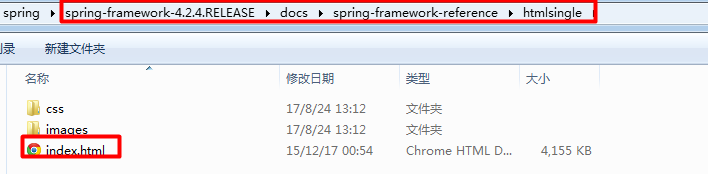 spring ▸ spring-framework-4.2.4.RELEASE ▸ docs ▸ spring-framework-reference ▸ htmlsingle
录 新建文件夹
名称 修改日期 类型 大小
css 17/8/24 13:12 文件夹
images 17/8/24 13:12 文件夹
index.html 15/12/17 00:54 Chrome HTML D... 4,155 KB